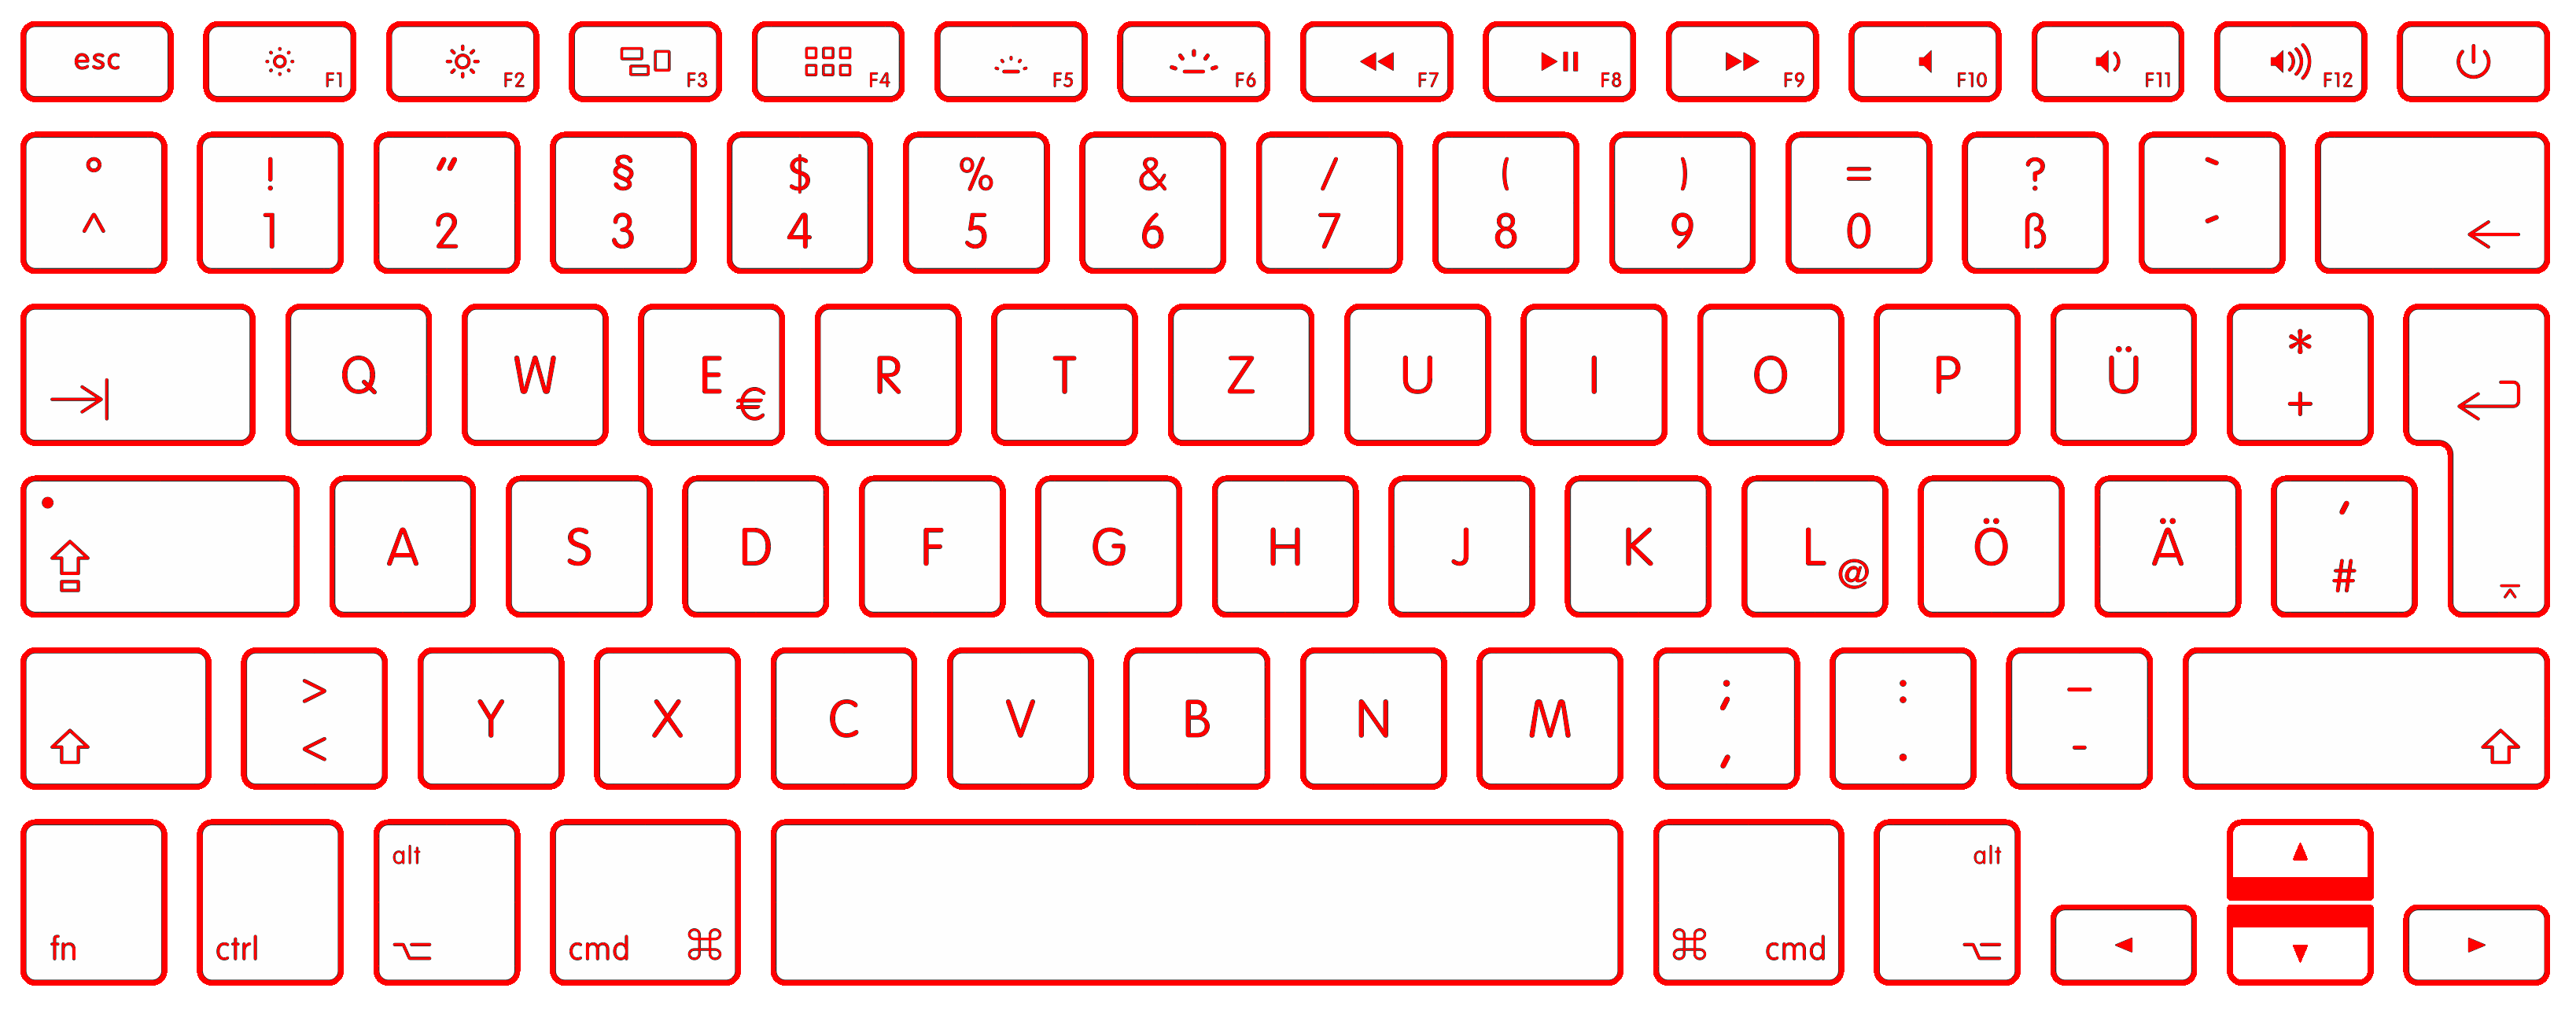 esc F1 F2 F3 F4 F5 F6 F7 F8 F9 F10 F11 F12
° ! " § $ % & / ( ) = ? `
^ 1 2 3 4 5 6 7 8 9 0 ß ´
Q W E € R T Z U I O P Ü * +
A S D F G H J K L @ Ö Ä ' #
> < Y X C V B N M ; , : . _ -
alt alt
fn ctrl ⌥ cmd ⌘ ⌘ cmd ⌥